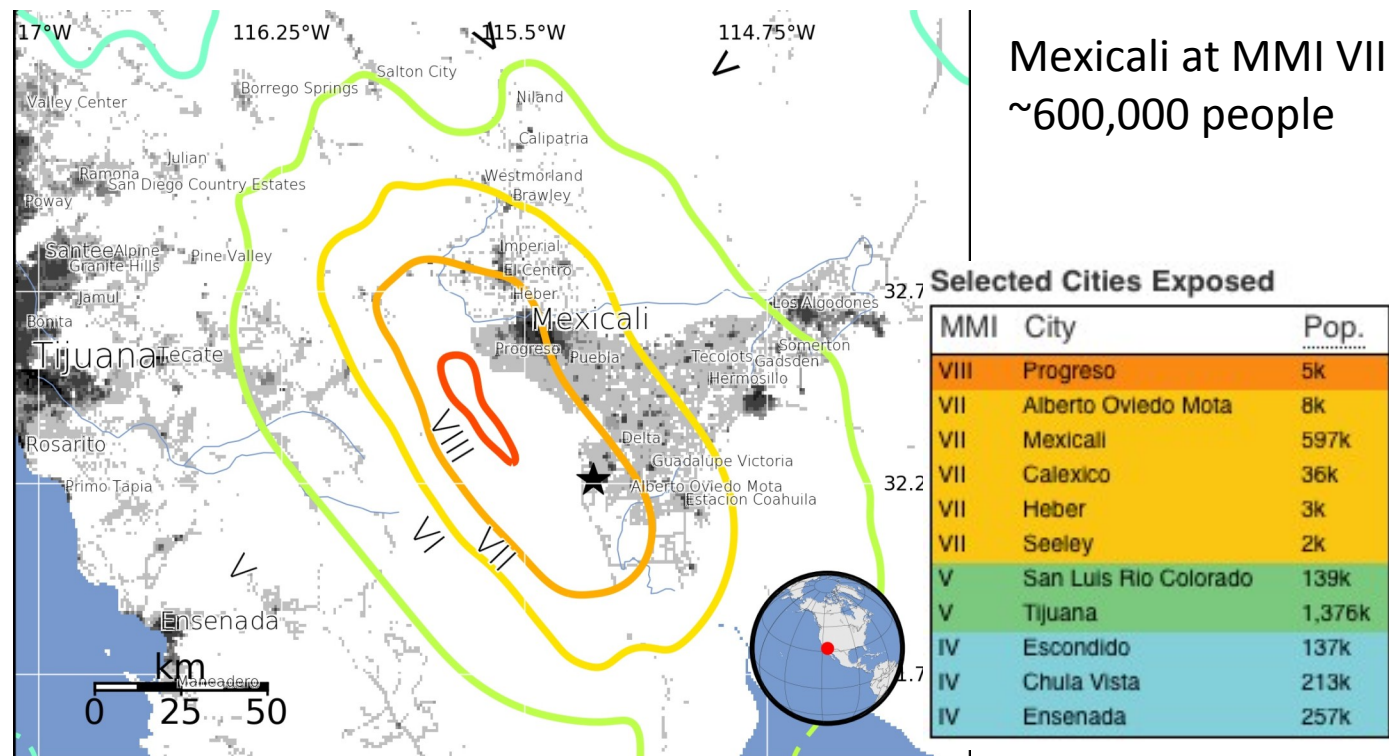 17°W 116.25°W 115.5°W 114.75°W
V
V
Salton City
Borrego Springs
Niland
Valley Center
Calipatria
Julian
Ramona
San Diego Country Estates
Westmorland
Brawley
Poway
Santee Alpine
Granite Hills
Pine Valley
Imperial
El Centro
Jamul
Heber
32.7
Los Algodones
Bonita
Mexicali
Tijuana Tecate
Progreso
Puebla
Tecolots
Somerton
Gadsden
Hermosillo
VIII
Delta
Rosarito
Guadalupe Victoria
Primo Tapia
Alberto Oviedo Mota
32.2
Estacion Coahuila
VI
VII
V
Ensenada
km
Maneadero
0 25 50
1.7
Mexicali at MMI VII
~600,000 people
Selected Cities Exposed
MMI City Pop.
VIII Progreso 5k
VII Alberto Oviedo Mota 8k
VII Mexicali 597k
VII Calexico 36k
VII Heber 3k
VII Seeley 2k
V San Luis Rio Colorado 139k
V Tijuana 1,376k
IV Escondido 137k
IV Chula Vista 213k
IV Ensenada 257k